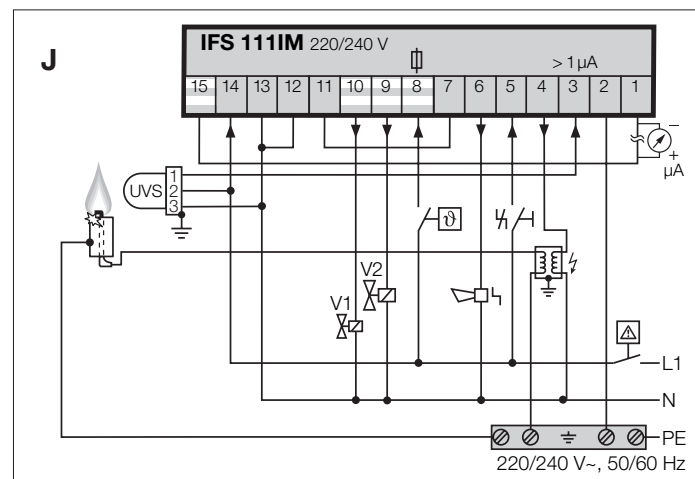 J
IFS 111IM 220/240 V
> 1 µA
15 14 13 12 11 10 9 8 7 6 5 4 3 2 1
–
+
µA
UVS
1
2
3
ϑ
V2
V1
L1
N
PE
220/240 V~, 50/60 Hz